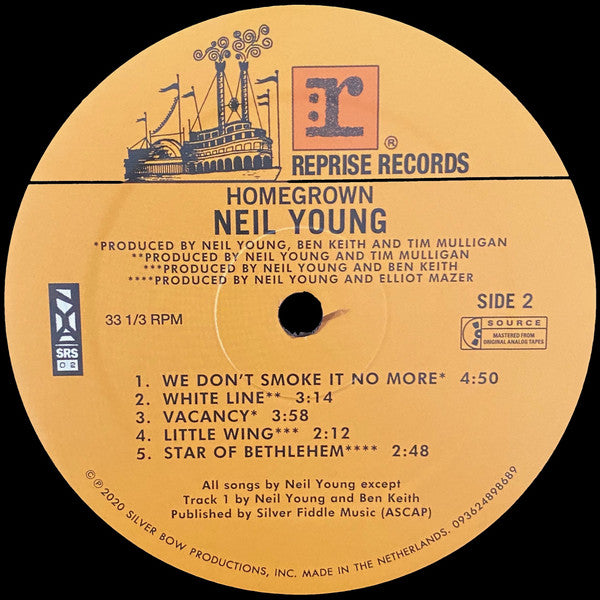 :r
®
REPRISE RECORDS
HOMEGROWN
NEIL YOUNG
*PRODUCED BY NEIL YOUNG, BEN KEITH AND TIM MULLIGAN
**PRODUCED BY NEIL YOUNG AND TIM MULLIGAN
***PRODUCED BY NEIL YOUNG AND BEN KEITH
****PRODUCED BY NEIL YOUNG AND ELLIOT MAZER
SRS
02
33 1/3 RPM
SIDE 2
SOURCE
MASTERED FROM
ORIGINAL ANALOG TAPES
1. WE DON'T SMOKE IT NO MORE* 4:50
2. WHITE LINE** 3:14
3. VACANCY* 3:58
4. LITTLE WING*** 2:12
5. STAR OF BETHLEHEM**** 2:48
All songs by Neil Young except
Track 1 by Neil Young and Ben Keith
Published by Silver Fiddle Music (ASCAP)
©℗2020 SILVER BOW PRODUCTIONS, INC. MADE IN THE NETHERLANDS. 093624898689